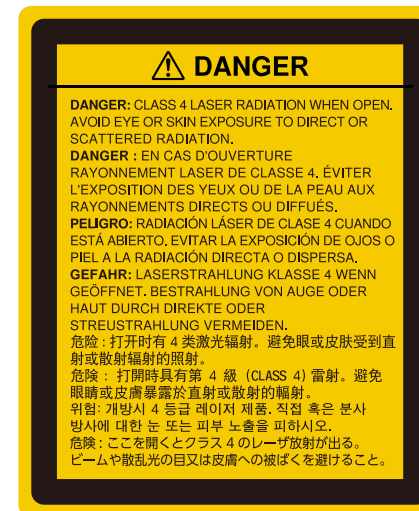 DANGER
DANGER: CLASS 4 LASER RADIATION WHEN OPEN.
AVOID EYE OR SKIN EXPOSURE TO DIRECT OR
SCATTERED RADIATION.
DANGER : EN CAS D'OUVERTURE
RAYONNEMENT LASER DE CLASSE 4. ÉVITER
L'EXPOSITION DES YEUX OU DE LA PEAU AUX
RAYONNEMENTS DIRECTS OU DIFFUÉS.
PELIGRO: RADIACIÓN LÁSER DE CLASE 4 CUANDO
ESTÁ ABIERTO. EVITAR LA EXPOSICIÓN DE OJOS O
PIEL A LA RADIACIÓN DIRECTA O DISPERSA.
GEFAHR: LASERSTRAHLUNG KLASSE 4 WENN
GEÖFFNET. BESTRAHLUNG VON AUGE ODER
HAUT DURCH DIREKTE ODER
STREUSTRAHLUNG VERMEIDEN.
危险：打开时有 4 类激光辐射。避免眼或皮肤受到直
射或散射辐射的照射。
危険：打開時具有第 4 級 (CLASS 4) 雷射。避免
眼睛或皮膚暴露於直射或散射的輻射。
위험: 개방시 4 등급 레이저 제품. 직접 혹은 분사
방사에 대한 눈 또는 피부 노출을 피하시오.
危険：ここを開くとクラス 4 のレーザ放射が出る。
ビームや散乱光の目又は皮膚への被ばくを避けること。